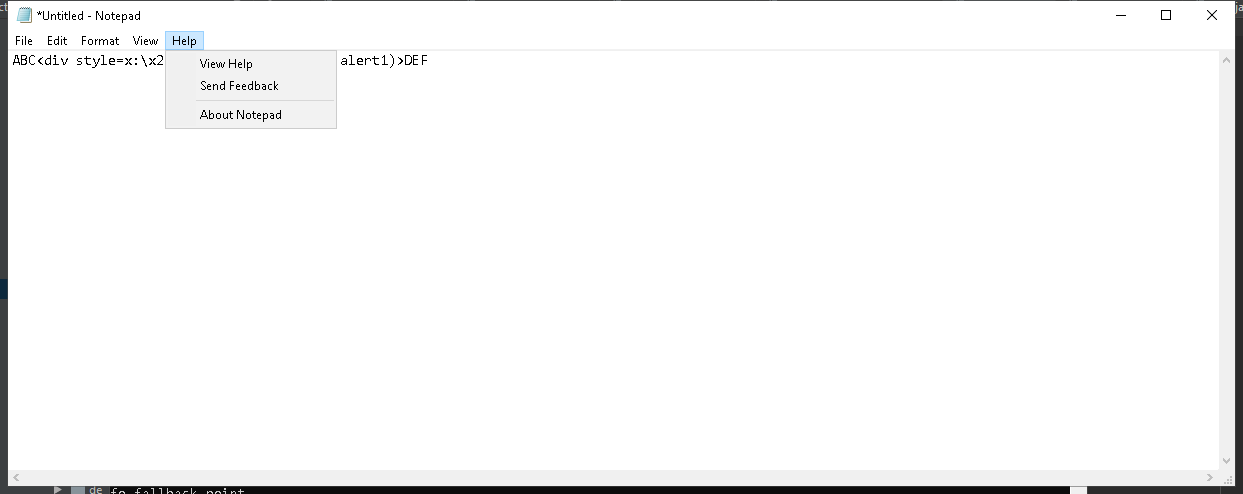 *Untitled - Notepad
File Edit Format View Help
ABC<div style=x:\x2 alert1)>DEF
View Help
Send Feedback
About Notepad
de fo fallback point